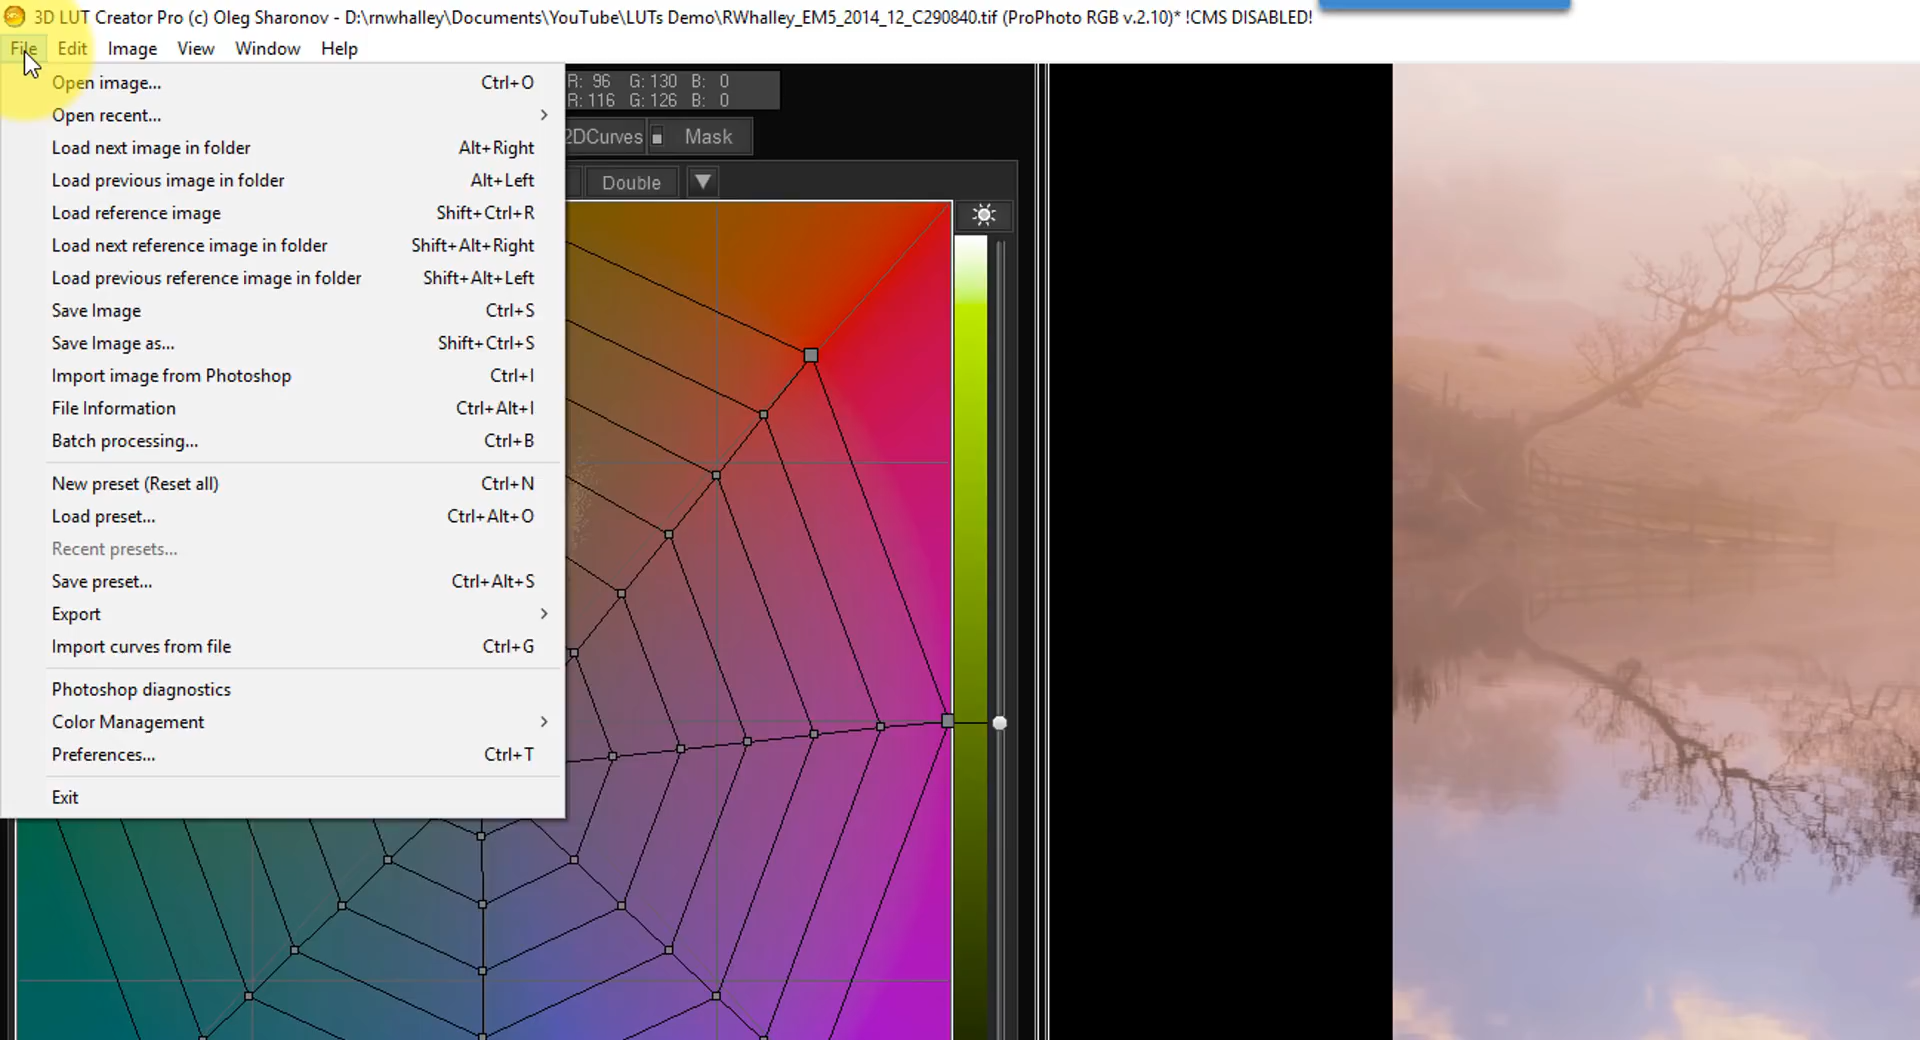 3D LUT Creator Pro (c) Oleg Sharonov - D:\rnwhalley\Documents\YouTube\LUTs Demo\RWhalley_EM5_2014_12_C290840.tif (ProPhoto RGB v.2.10)* !CMS DISABLED!
File Edit Image View Window Help
Open image... Ctrl+O
Open recent...
Load next image in folder Alt+Right
Load previous image in folder Alt+Left
Load reference image Shift+Ctrl+R
Load next reference image in folder Shift+Alt+Right
Load previous reference image in folder Shift+Alt+Left
Save Image Ctrl+S
Save Image as... Shift+Ctrl+S
Import image from Photoshop Ctrl+I
File Information Ctrl+Alt+I
Batch processing... Ctrl+B
New preset (Reset all) Ctrl+N
Load preset... Ctrl+Alt+O
Recent presets...
Save preset... Ctrl+Alt+S
Export
Import curves from file Ctrl+G
Photoshop diagnostics
Color Management
Preferences... Ctrl+T
Exit
R: 96 G: 130 B: 0
R: 116 G: 126 B: 0
2DCurves Mask
Double